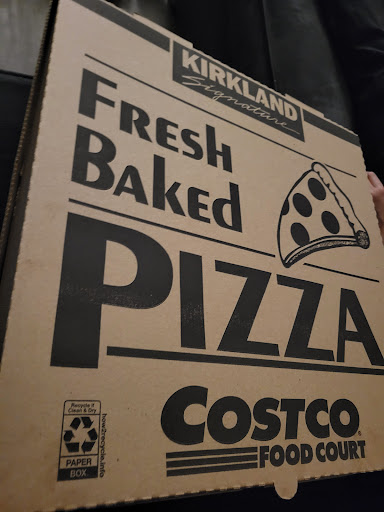 KIRKLAND
Signature
FRESH
BAKED
PIZZA
COSTCO®
FOOD COURT
Recycle if
Clean & Dry
PAPER
BOX
how2recycle.info